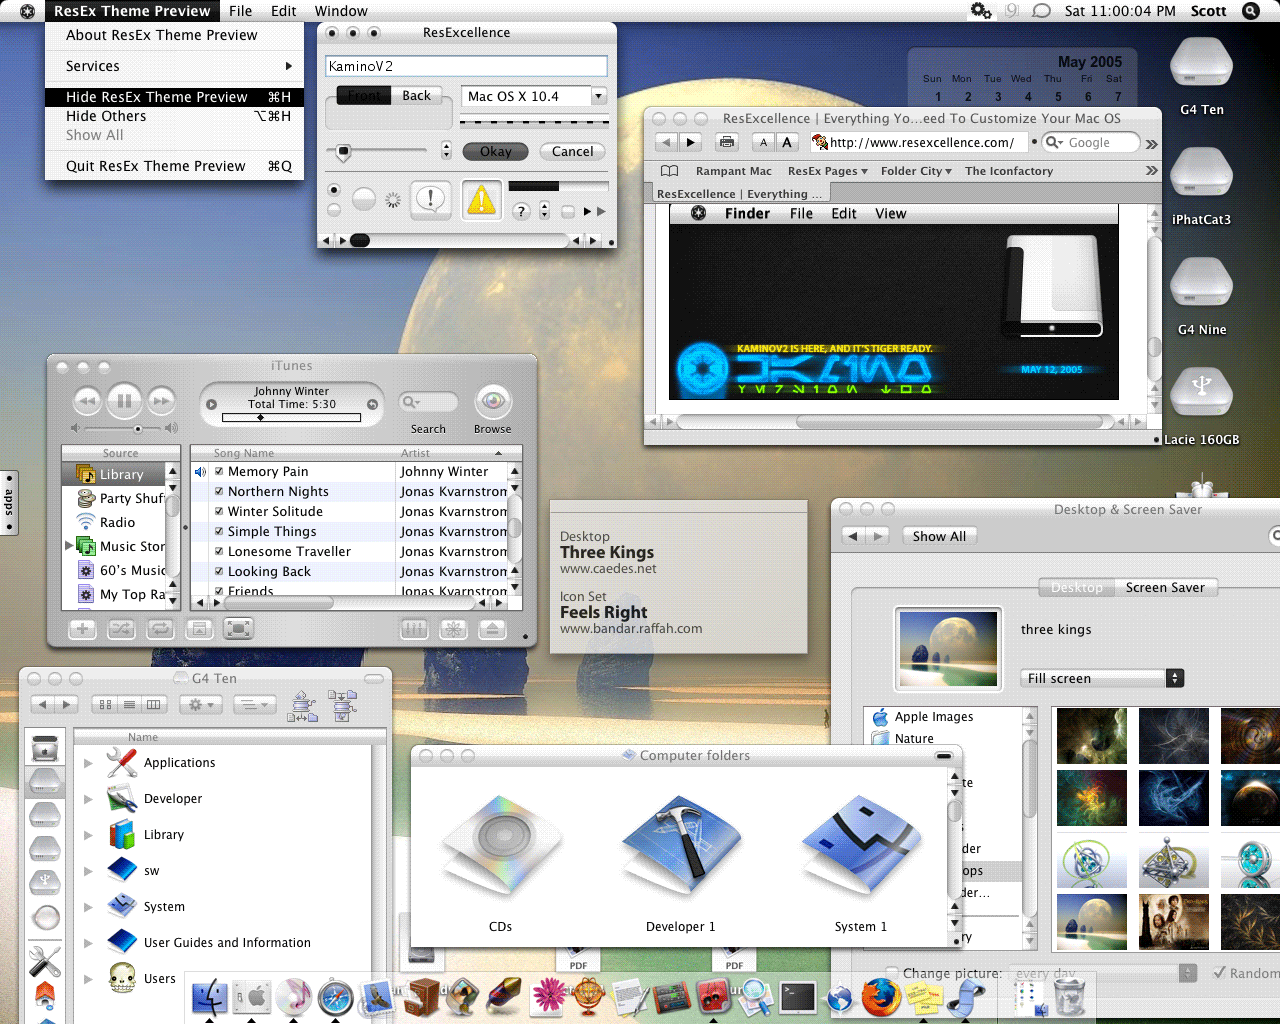 ResEx Theme Preview File Edit Window
Sat 11:00:04 PM Scott
About ResEx Theme Preview
Services
Hide ResEx Theme Preview ⌘H
Hide Others ⌥⌘H
Show All
Quit ResEx Theme Preview ⌘Q
ResExcellence
KaminoV2
Front Back
Mac OS X 10.4
Okay Cancel
?
May 2005
Sun Mon Tue Wed Thu Fri Sat
1 2 3 4 5 6 7
G4 Ten
iPhatCat3
G4 Nine
Lacie 160GB
ResExcellence | Everything Yo...eed To Customize Your Mac OS
A A http://www.resexcellence.com/ Google
Rampant Mac ResEx Pages Folder City The Iconfactory
ResExcellence | Everything ...
Finder File Edit View
KAMINOV2 IS HERE, AND IT'S TIGER READY.
MAY 12, 2005
iTunes
Johnny Winter
Total Time: 5:30
Search Browse
Source
Library
Party Shuf
Radio
Music Stor
60's Music
My Top Ra
Song Name Artist
Memory Pain Johnny Winter
Northern Nights Jonas Kvarnstrom
Winter Solitude Jonas Kvarnstrom
Simple Things Jonas Kvarnstrom
Lonesome Traveller Jonas Kvarnstrom
Looking Back Jonas Kvarnstrom
Friends Jonas Kvarnstrom
apps
Desktop
Three Kings
www.caedes.net
Icon Set
Feels Right
www.bandar.raffah.com
Desktop & Screen Saver
Show All
Desktop Screen Saver
three kings
Fill screen
Apple Images
Nature
te
s
der
ops
der...
ry
Change picture: every day Random
G4 Ten
Name
Applications
Developer
Library
sw
System
User Guides and Information
Users
Computer folders
CDs Developer 1 System 1
PDF PDF